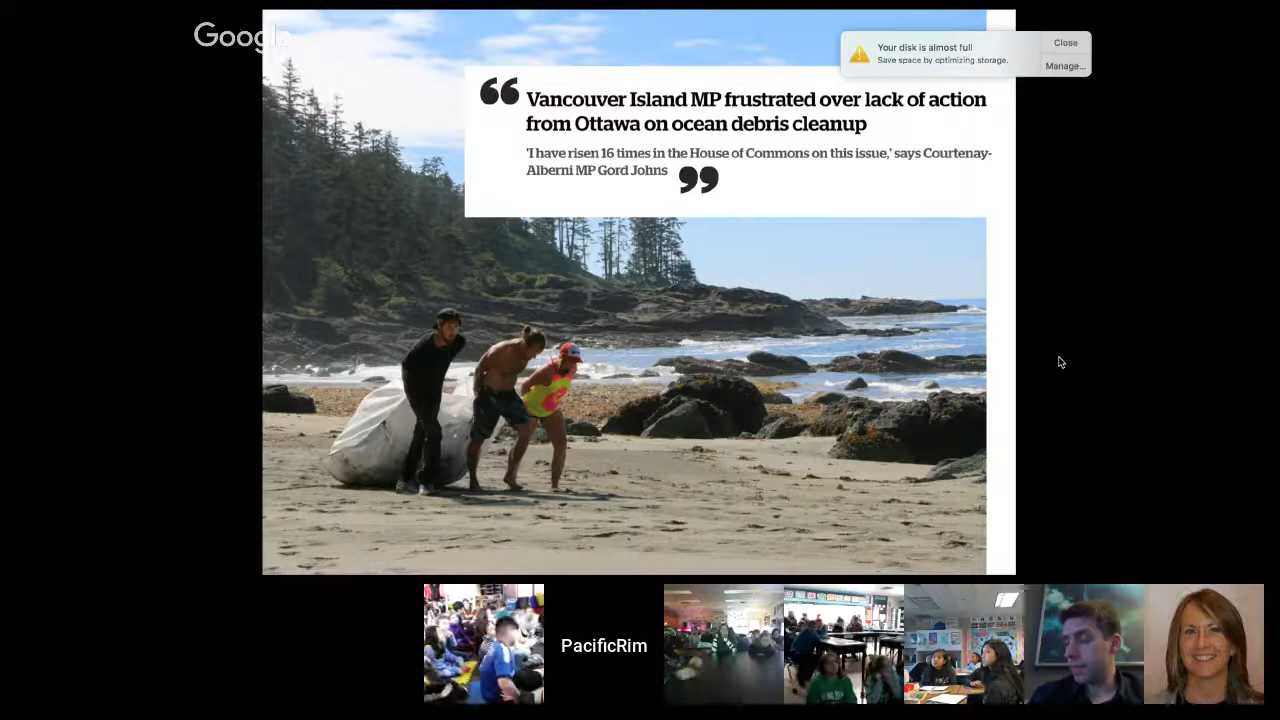 Google
Your disk is almost full
Save space by optimizing storage.
Close
Manage...
“ Vancouver Island MP frustrated over lack of action
from Ottawa on ocean debris cleanup
'I have risen 16 times in the House of Commons on this issue,' says Courtenay-
Alberni MP Gord Johns ”
PacificRim